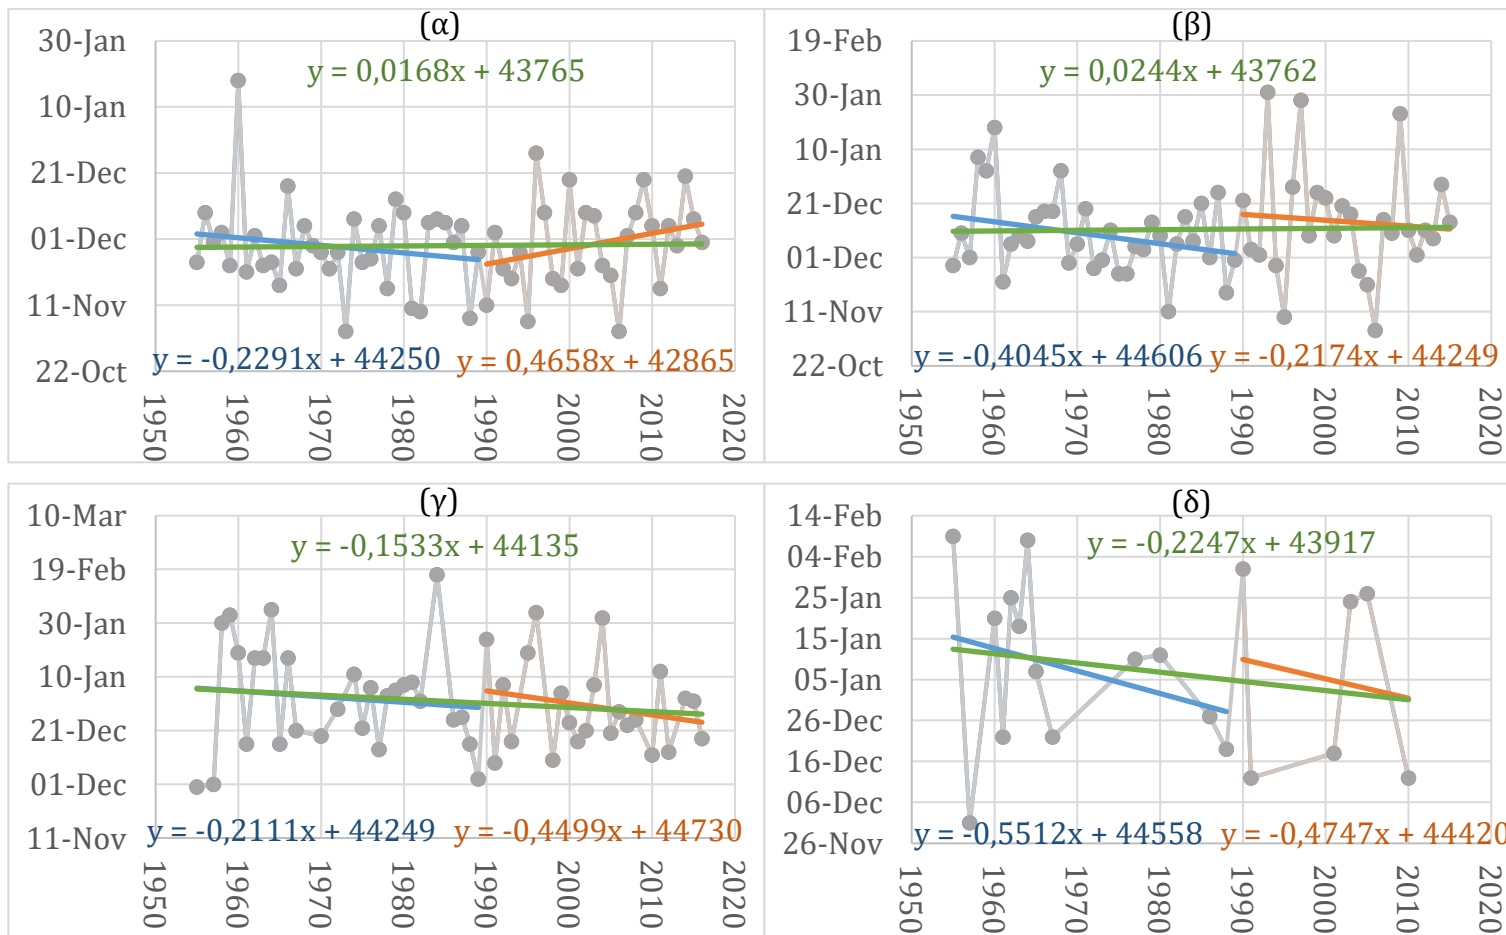 (α)
30-Jan
10-Jan
21-Dec
01-Dec
11-Nov
22-Oct
y = 0,0168x + 43765
y = -0,2291x + 44250
y = 0,4658x + 42865
1950
1960
1970
1980
1990
2000
2010
2020
(β)
19-Feb
30-Jan
10-Jan
21-Dec
01-Dec
11-Nov
22-Oct
y = 0,0244x + 43762
y = -0,4045x + 44606
y = -0,2174x + 44249
1950
1960
1970
1980
1990
2000
2010
2020
(γ)
10-Mar
19-Feb
30-Jan
10-Jan
21-Dec
01-Dec
11-Nov
y = -0,1533x + 44135
y = -0,2111x + 44249
y = -0,4499x + 44730
1950
1960
1970
1980
1990
2000
2010
2020
(δ)
14-Feb
04-Feb
25-Jan
15-Jan
05-Jan
26-Dec
16-Dec
06-Dec
26-Nov
y = -0,2247x + 43917
y = -0,5512x + 44558
y = -0,4747x + 44420
1950
1960
1970
1980
1990
2000
2010
2020